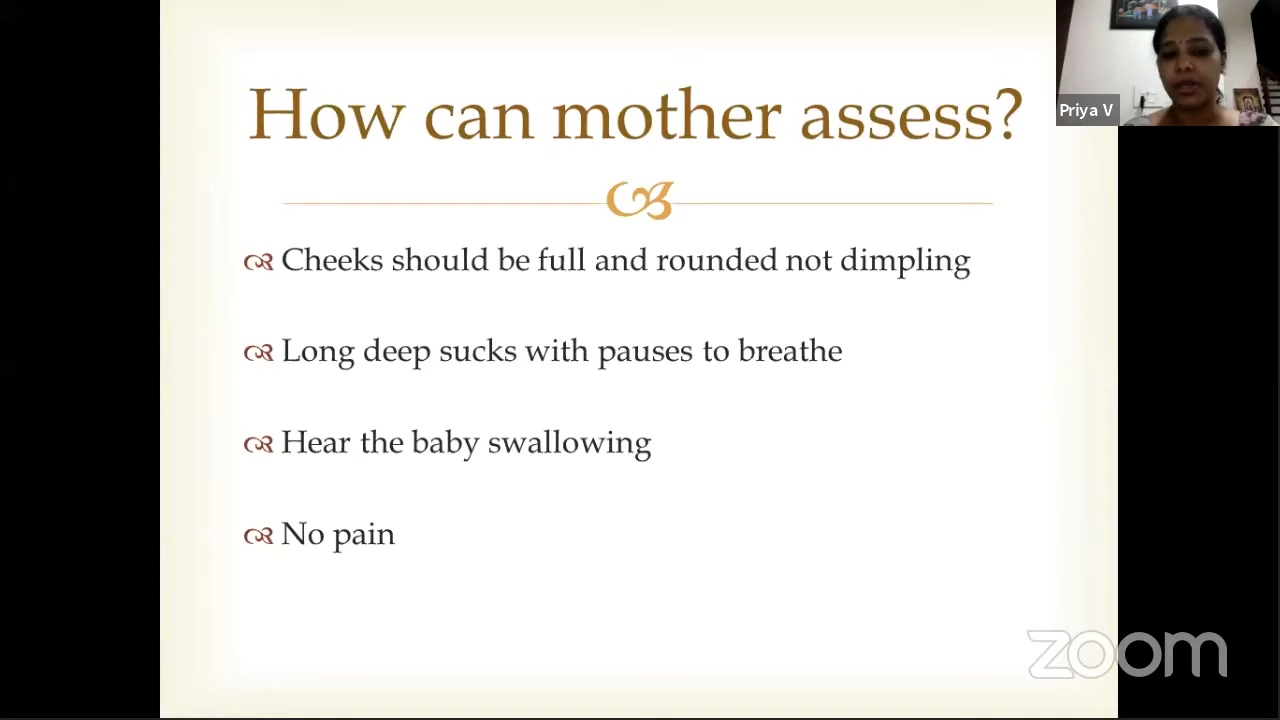 How can mother assess?
Cheeks should be full and rounded not dimpling
Long deep sucks with pauses to breathe
Hear the baby swallowing
No pain
Priya V
zoom